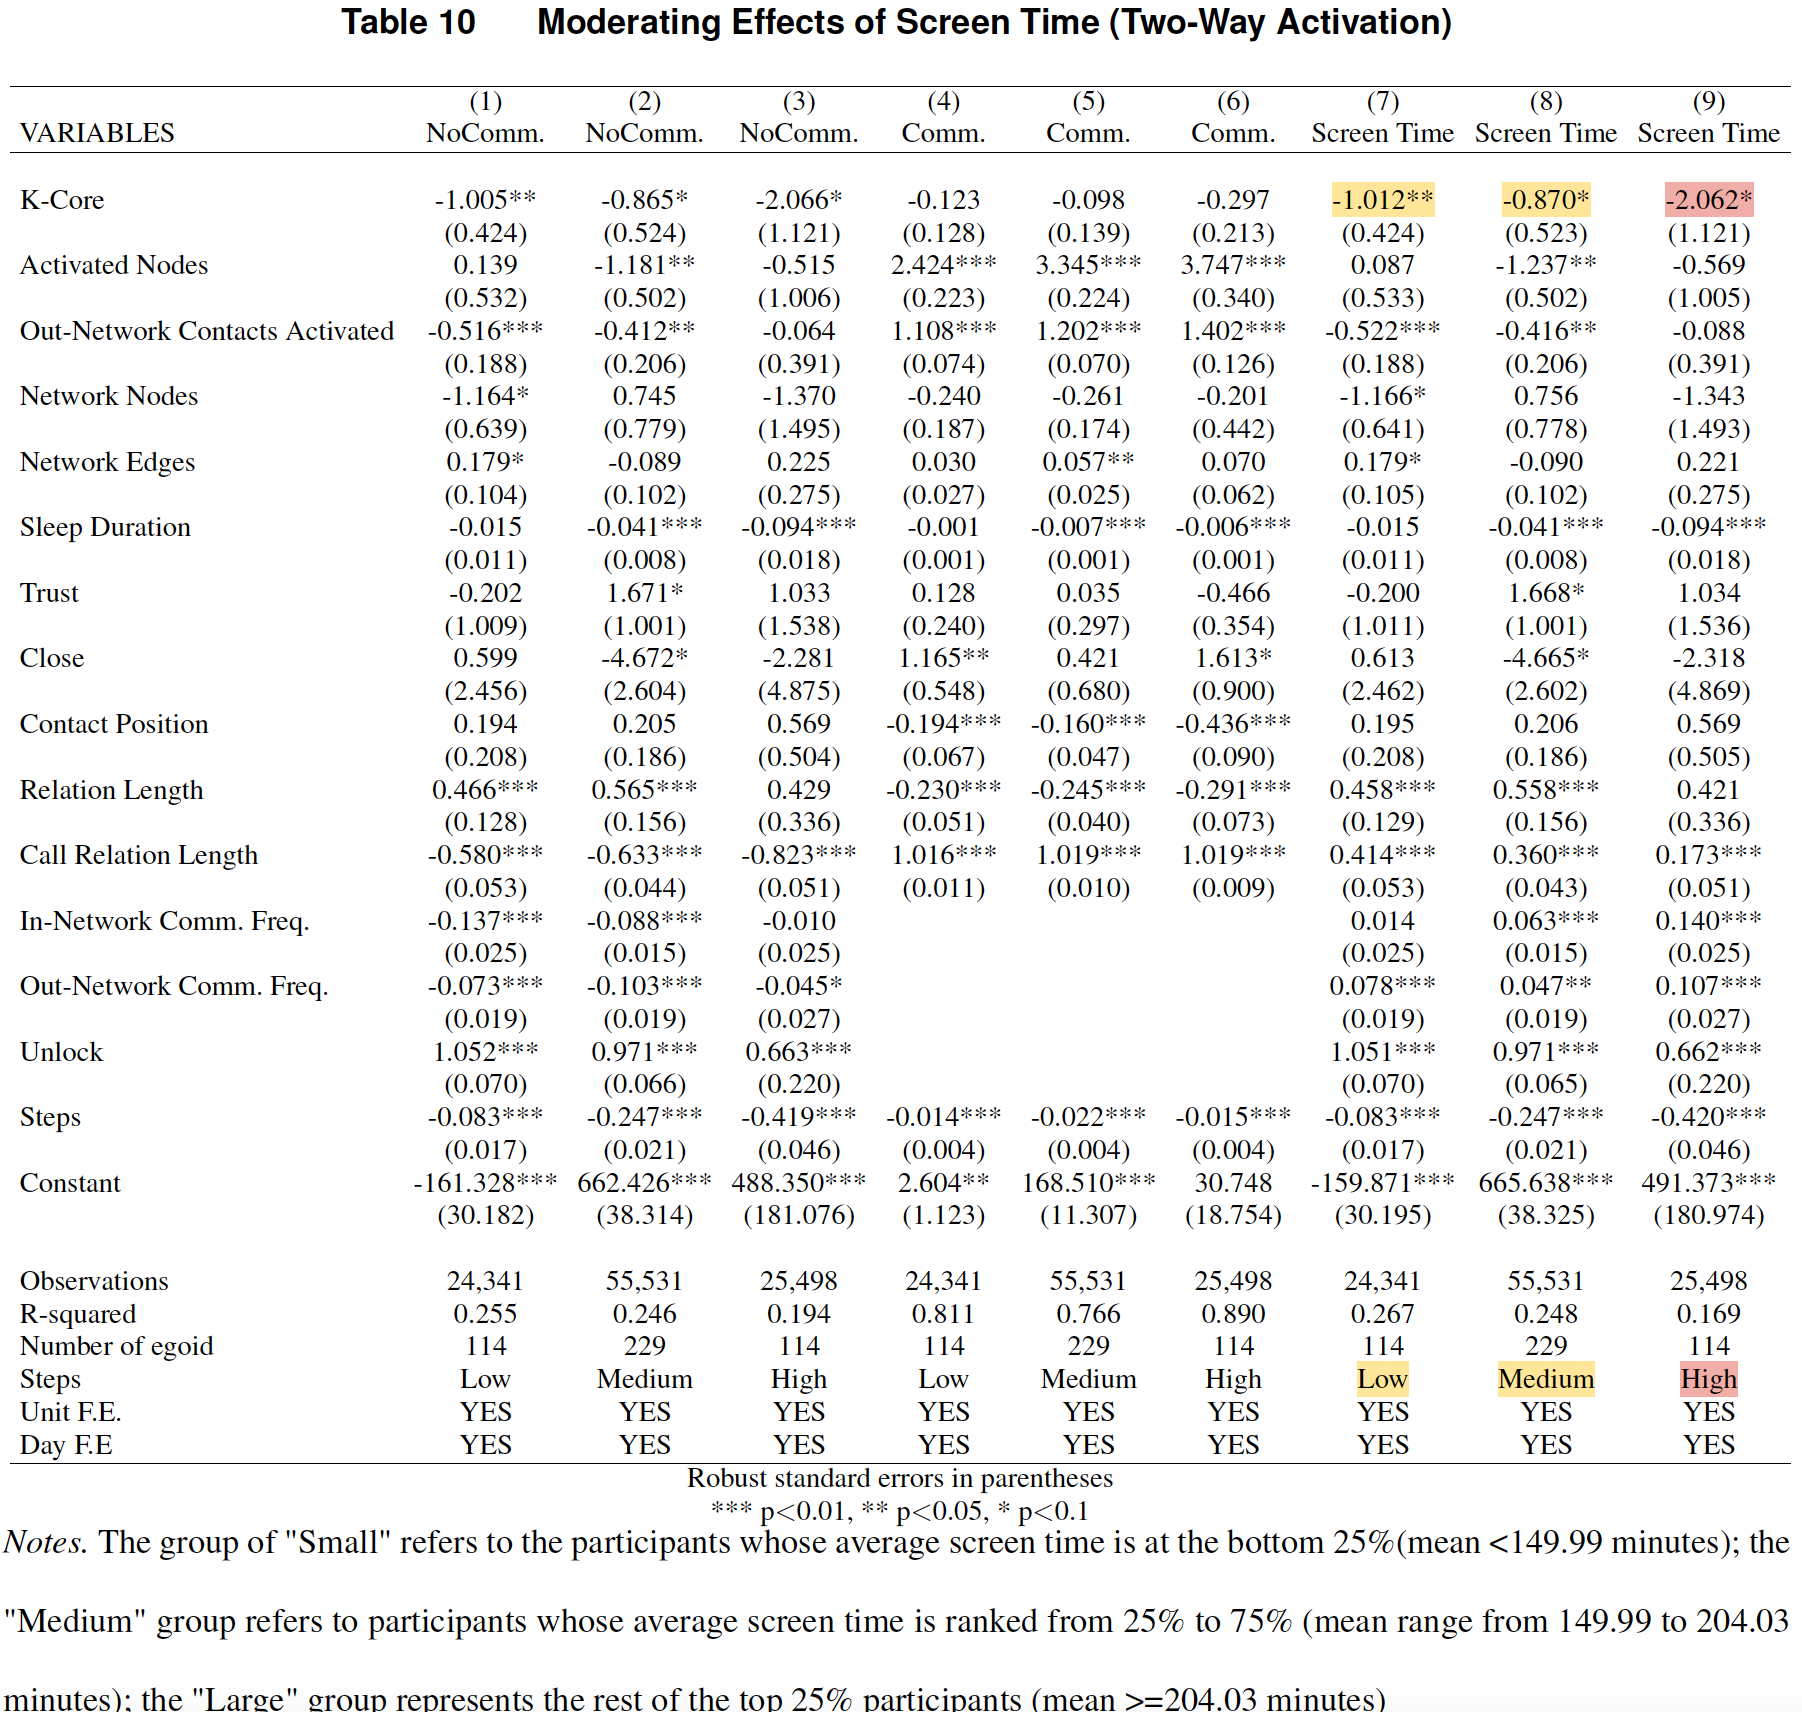 Table 10 Moderating Effects of Screen Time (Two-Way Activation)
(1) (2) (3) (4) (5) (6) (7) (8) (9)
VARIABLES NoComm. NoComm. NoComm. Comm. Comm. Comm. Screen Time Screen Time Screen Time
K-Core -1.005** -0.865* -2.066* -0.123 -0.098 -0.297 -1.012** -0.870* -2.062*
(0.424) (0.524) (1.121) (0.128) (0.139) (0.213) (0.424) (0.523) (1.121)
Activated Nodes 0.139 -1.181** -0.515 2.424*** 3.345*** 3.747*** 0.087 -1.237** -0.569
(0.532) (0.502) (1.006) (0.223) (0.224) (0.340) (0.533) (0.502) (1.005)
Out-Network Contacts Activated -0.516*** -0.412** -0.064 1.108*** 1.202*** 1.402*** -0.522*** -0.416** -0.088
(0.188) (0.206) (0.391) (0.074) (0.070) (0.126) (0.188) (0.206) (0.391)
Network Nodes -1.164* 0.745 -1.370 -0.240 -0.261 -0.201 -1.166* 0.756 -1.343
(0.639) (0.779) (1.495) (0.187) (0.174) (0.442) (0.641) (0.778) (1.493)
Network Edges 0.179* -0.089 0.225 0.030 0.057** 0.070 0.179* -0.090 0.221
(0.104) (0.102) (0.275) (0.027) (0.025) (0.062) (0.105) (0.102) (0.275)
Sleep Duration -0.015 -0.041*** -0.094*** -0.001 -0.007*** -0.006*** -0.015 -0.041*** -0.094***
(0.011) (0.008) (0.018) (0.001) (0.001) (0.001) (0.011) (0.008) (0.018)
Trust -0.202 1.671* 1.033 0.128 0.035 -0.466 -0.200 1.668* 1.034
(1.009) (1.001) (1.538) (0.240) (0.297) (0.354) (1.011) (1.001) (1.536)
Close 0.599 -4.672* -2.281 1.165** 0.421 1.613* 0.613 -4.665* -2.318
(2.456) (2.604) (4.875) (0.548) (0.680) (0.900) (2.462) (2.602) (4.869)
Contact Position 0.194 0.205 0.569 -0.194*** -0.160*** -0.436*** 0.195 0.206 0.569
(0.208) (0.186) (0.504) (0.067) (0.047) (0.090) (0.208) (0.186) (0.505)
Relation Length 0.466*** 0.565*** 0.429 -0.230*** -0.245*** -0.291*** 0.458*** 0.558*** 0.421
(0.128) (0.156) (0.336) (0.051) (0.040) (0.073) (0.129) (0.156) (0.336)
Call Relation Length -0.580*** -0.633*** -0.823*** 1.016*** 1.019*** 1.019*** 0.414*** 0.360*** 0.173***
(0.053) (0.044) (0.051) (0.011) (0.010) (0.009) (0.053) (0.043) (0.051)
In-Network Comm. Freq. -0.137*** -0.088*** -0.010 0.014 0.063*** 0.140***
(0.025) (0.015) (0.025) (0.025) (0.015) (0.025)
Out-Network Comm. Freq. -0.073*** -0.103*** -0.045* 0.078*** 0.047** 0.107***
(0.019) (0.019) (0.027) (0.019) (0.019) (0.027)
Unlock 1.052*** 0.971*** 0.663*** 1.051*** 0.971*** 0.662***
(0.070) (0.066) (0.220) (0.070) (0.065) (0.220)
Steps -0.083*** -0.247*** -0.419*** -0.014*** -0.022*** -0.015*** -0.083*** -0.247*** -0.420***
(0.017) (0.021) (0.046) (0.004) (0.004) (0.004) (0.017) (0.021) (0.046)
Constant -161.328*** 662.426*** 488.350*** 2.604** 168.510*** 30.748 -159.871*** 665.638*** 491.373***
(30.182) (38.314) (181.076) (1.123) (11.307) (18.754) (30.195) (38.325) (180.974)
Observations 24,341 55,531 25,498 24,341 55,531 25,498 24,341 55,531 25,498
R-squared 0.255 0.246 0.194 0.811 0.766 0.890 0.267 0.248 0.169
Number of egoid 114 229 114 114 229 114 114 229 114
Steps Low Medium High Low Medium High Low Medium High
Unit F.E. YES YES YES YES YES YES YES YES YES
Day F.E YES YES YES YES YES YES YES YES YES
Robust standard errors in parentheses
*** p<0.01, ** p<0.05, * p<0.1
Notes. The group of "Small" refers to the participants whose average screen time is at the bottom 25%(mean <149.99 minutes); the
"Medium" group refers to participants whose average screen time is ranked from 25% to 75% (mean range from 149.99 to 204.03
minutes); the "Large" group represents the rest of the top 25% participants (mean >=204.03 minutes)